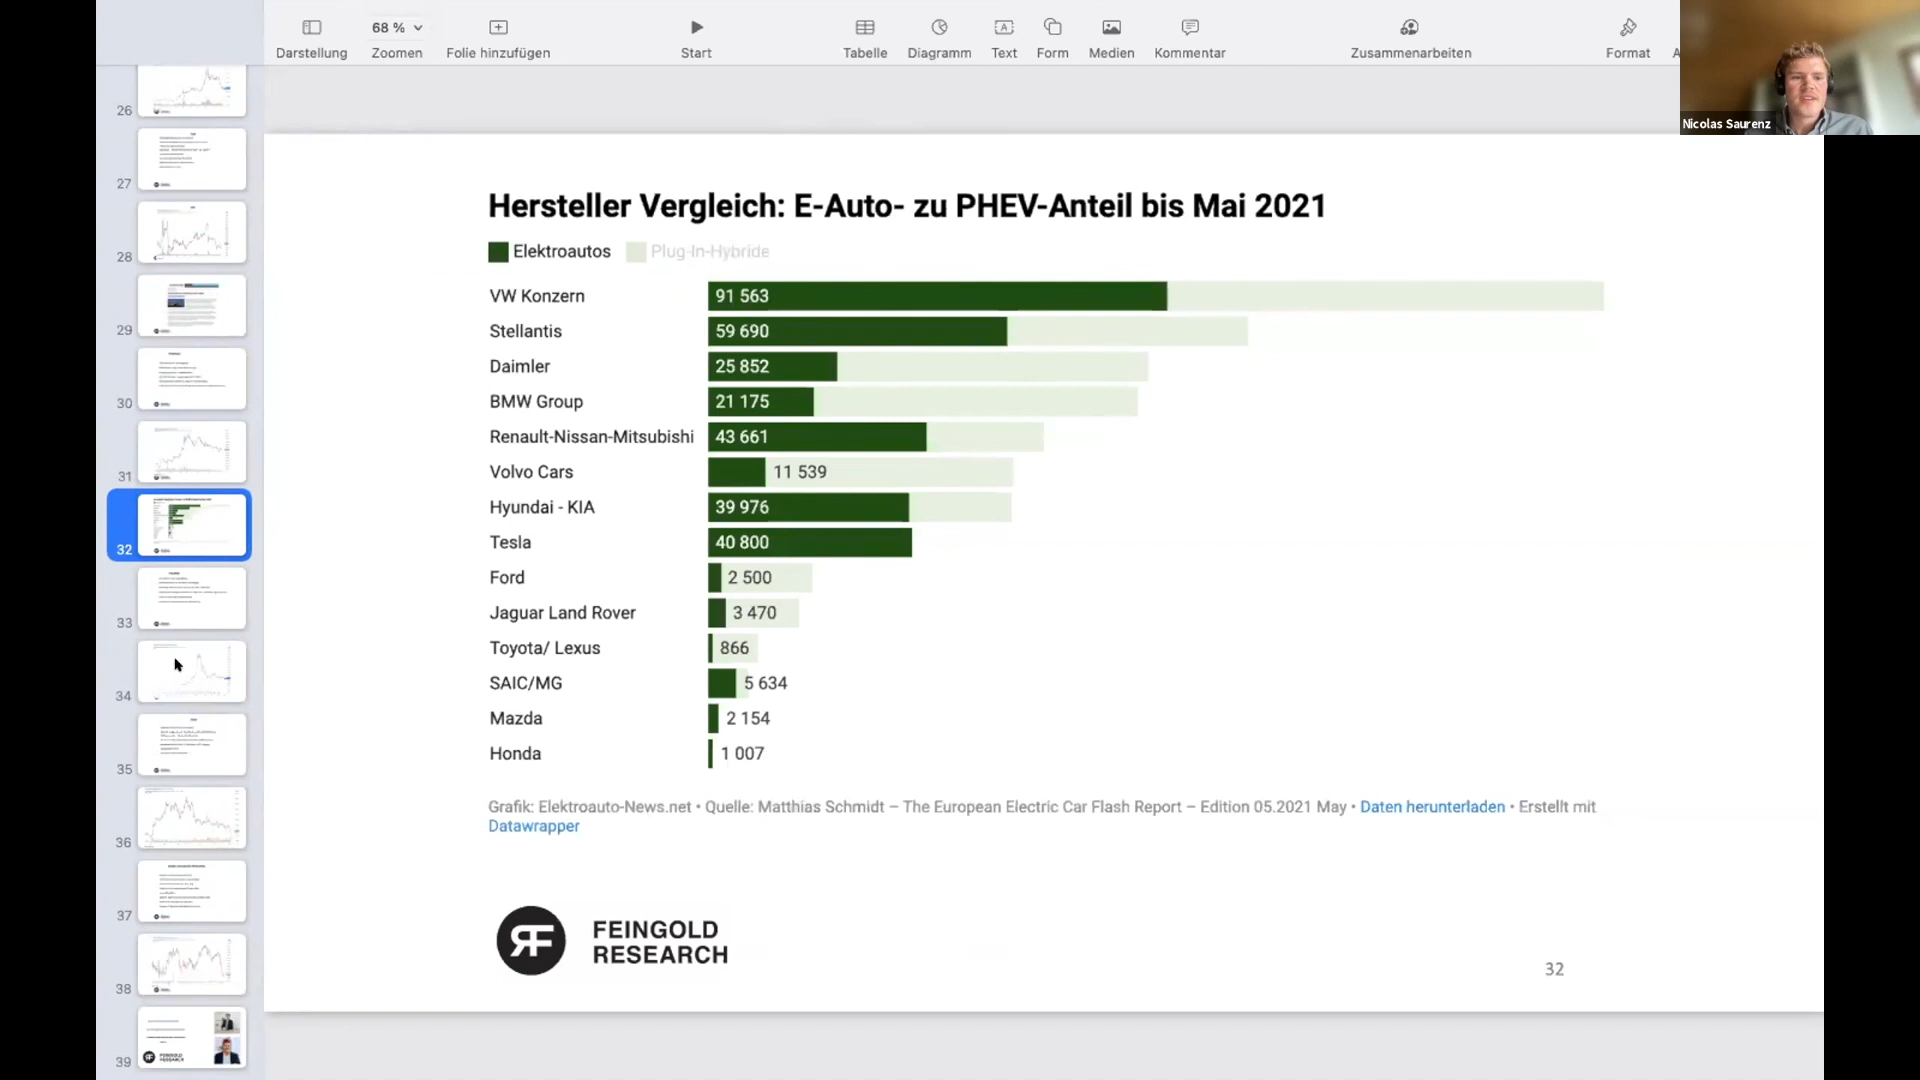 68 %
Darstellung Zoomen Folie hinzufügen Start Tabelle Diagramm Text Form Medien Kommentar Zusammenarbeiten Format
Nicolas Saurenz
26
27
28
29
30
31
32
33
34
35
36
37
38
39
FEINGOLD
RESEARCH
Hersteller Vergleich: E-Auto- zu PHEV-Anteil bis Mai 2021
Elektroautos Plug-In-Hybride
VW Konzern 91 563
Stellantis 59 690
Daimler 25 852
BMW Group 21 175
Renault-Nissan-Mitsubishi 43 661
Volvo Cars 11 539
Hyundai - KIA 39 976
Tesla 40 800
Ford 2 500
Jaguar Land Rover 3 470
Toyota/ Lexus 866
SAIC/MG 5 634
Mazda 2 154
Honda 1 007
Grafik: Elektroauto-News.net • Quelle: Matthias Schmidt – The European Electric Car Flash Report – Edition 05.2021 May • Daten herunterladen • Erstellt mit
Datawrapper
FEINGOLD
RESEARCH
32